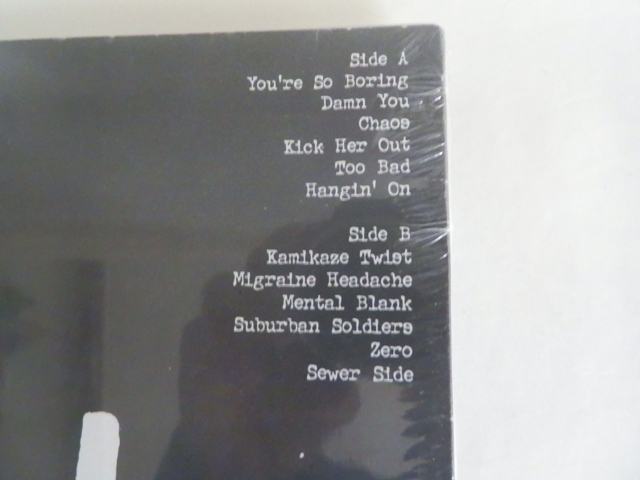 Side A
You're So Boring
Damn You
Chaos
Kick Her Out
Too Bad
Hangin' On
Side B
Kamikaze Twist
Migraine Headache
Mental Blank
Suburban Soldiers
Zero
Sewer Side